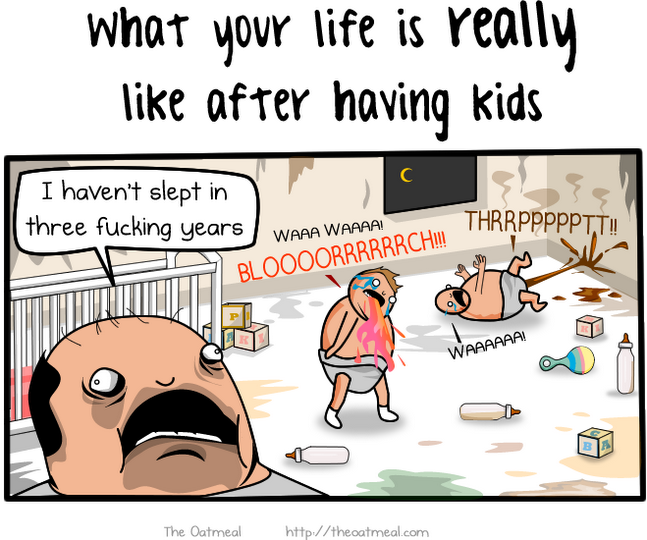 What your life is really
like after having kids
I haven't slept in
three fucking years
WAAA WAAAA!
BLOOOORRRRRRCH!!!
THRRPPPPPTT!!
WAAAAAA!
The Oatmeal http://theoatmeal.com